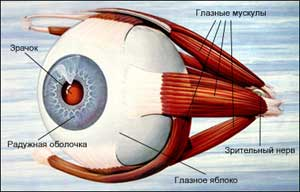 Глазные мускулы
Зрачок
Радужная оболочка
Зрительный нерв
Глазное яблоко